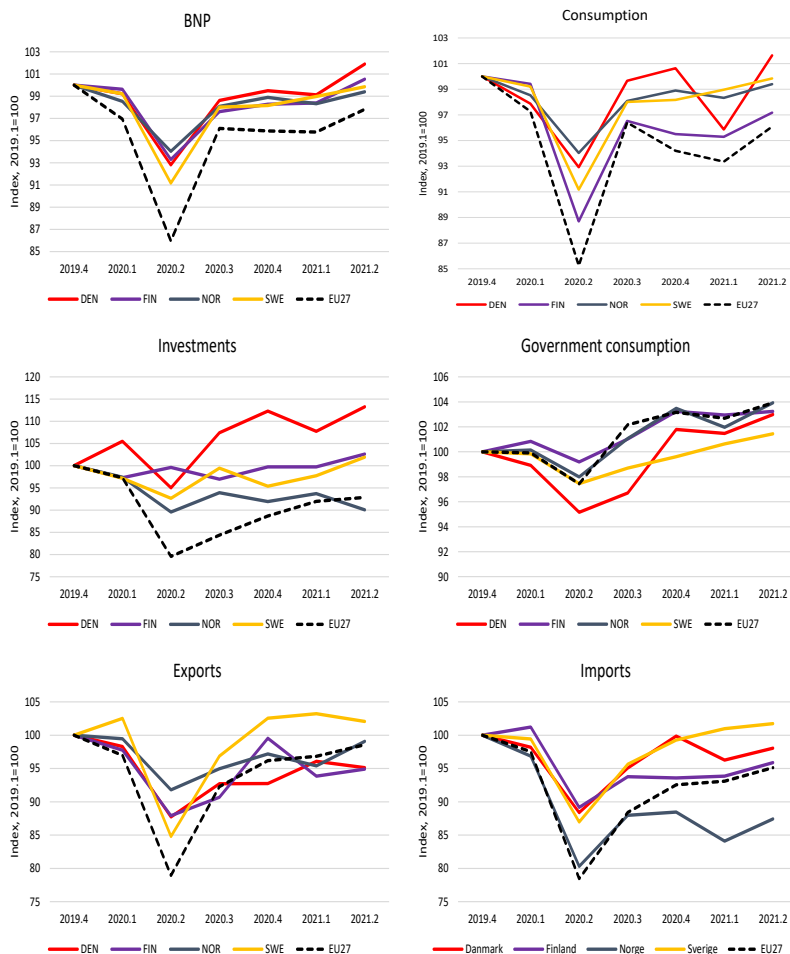 BNP
Index, 2019.1=100
103
101
99
97
95
93
91
89
87
85
2019.4 2020.1 2020.2 2020.3 2020.4 2021.1 2021.2
DEN FIN NOR SWE EU27
Consumption
Index, 2019.1=100
103
101
99
97
95
93
91
89
87
85
2019.4 2020.1 2020.2 2020.3 2020.4 2021.1 2021.2
DEN FIN NOR SWE EU27
Investments
Index, 2019.1=100
120
115
110
105
100
95
90
85
80
75
2019.4 2020.1 2020.2 2020.3 2020.4 2021.1 2021.2
DEN FIN NOR SWE EU27
Government consumption
Index, 2019.1=100
106
104
102
100
98
96
94
92
90
2019.4 2020.1 2020.2 2020.3 2020.4 2021.1 2021.2
DEN FIN NOR SWE EU27
Exports
Index, 2019.1=100
105
100
95
90
85
80
75
2019.4 2020.1 2020.2 2020.3 2020.4 2021.1 2021.2
DEN FIN NOR SWE EU27
Imports
Index, 2019.1=100
105
100
95
90
85
80
75
2019.4 2020.1 2020.2 2020.3 2020.4 2021.1 2021.2
Danmark Finland Norge Sverige EU27